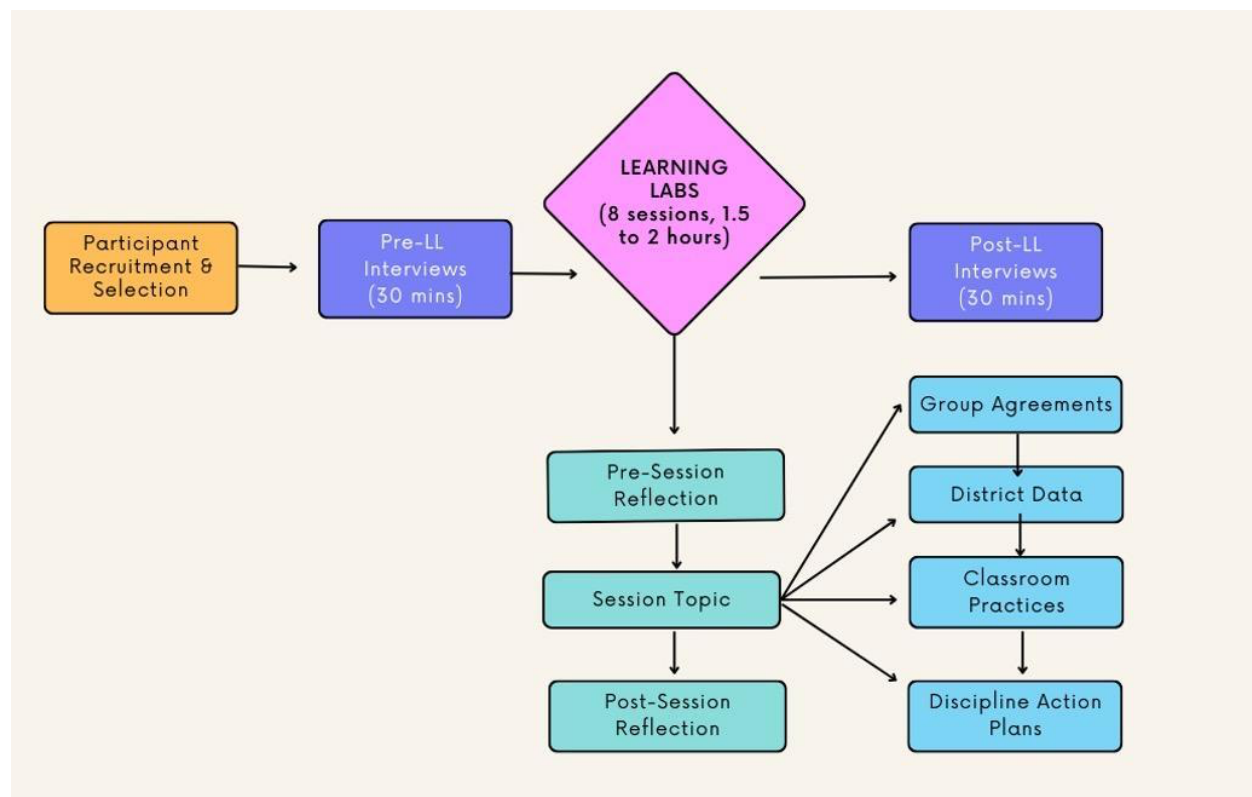 LEARNING
LABS
(8 sessions, 1.5
to 2 hours)
Participant
Recruitment &
Selection
Pre-LL
Interviews
(30 mins)
Post-LL
Interviews
(30 mins)
Group Agreements
Pre-Session
Reflection
District Data
Session Topic
Classroom
Practices
Post-Session
Reflection
Discipline Action
Plans